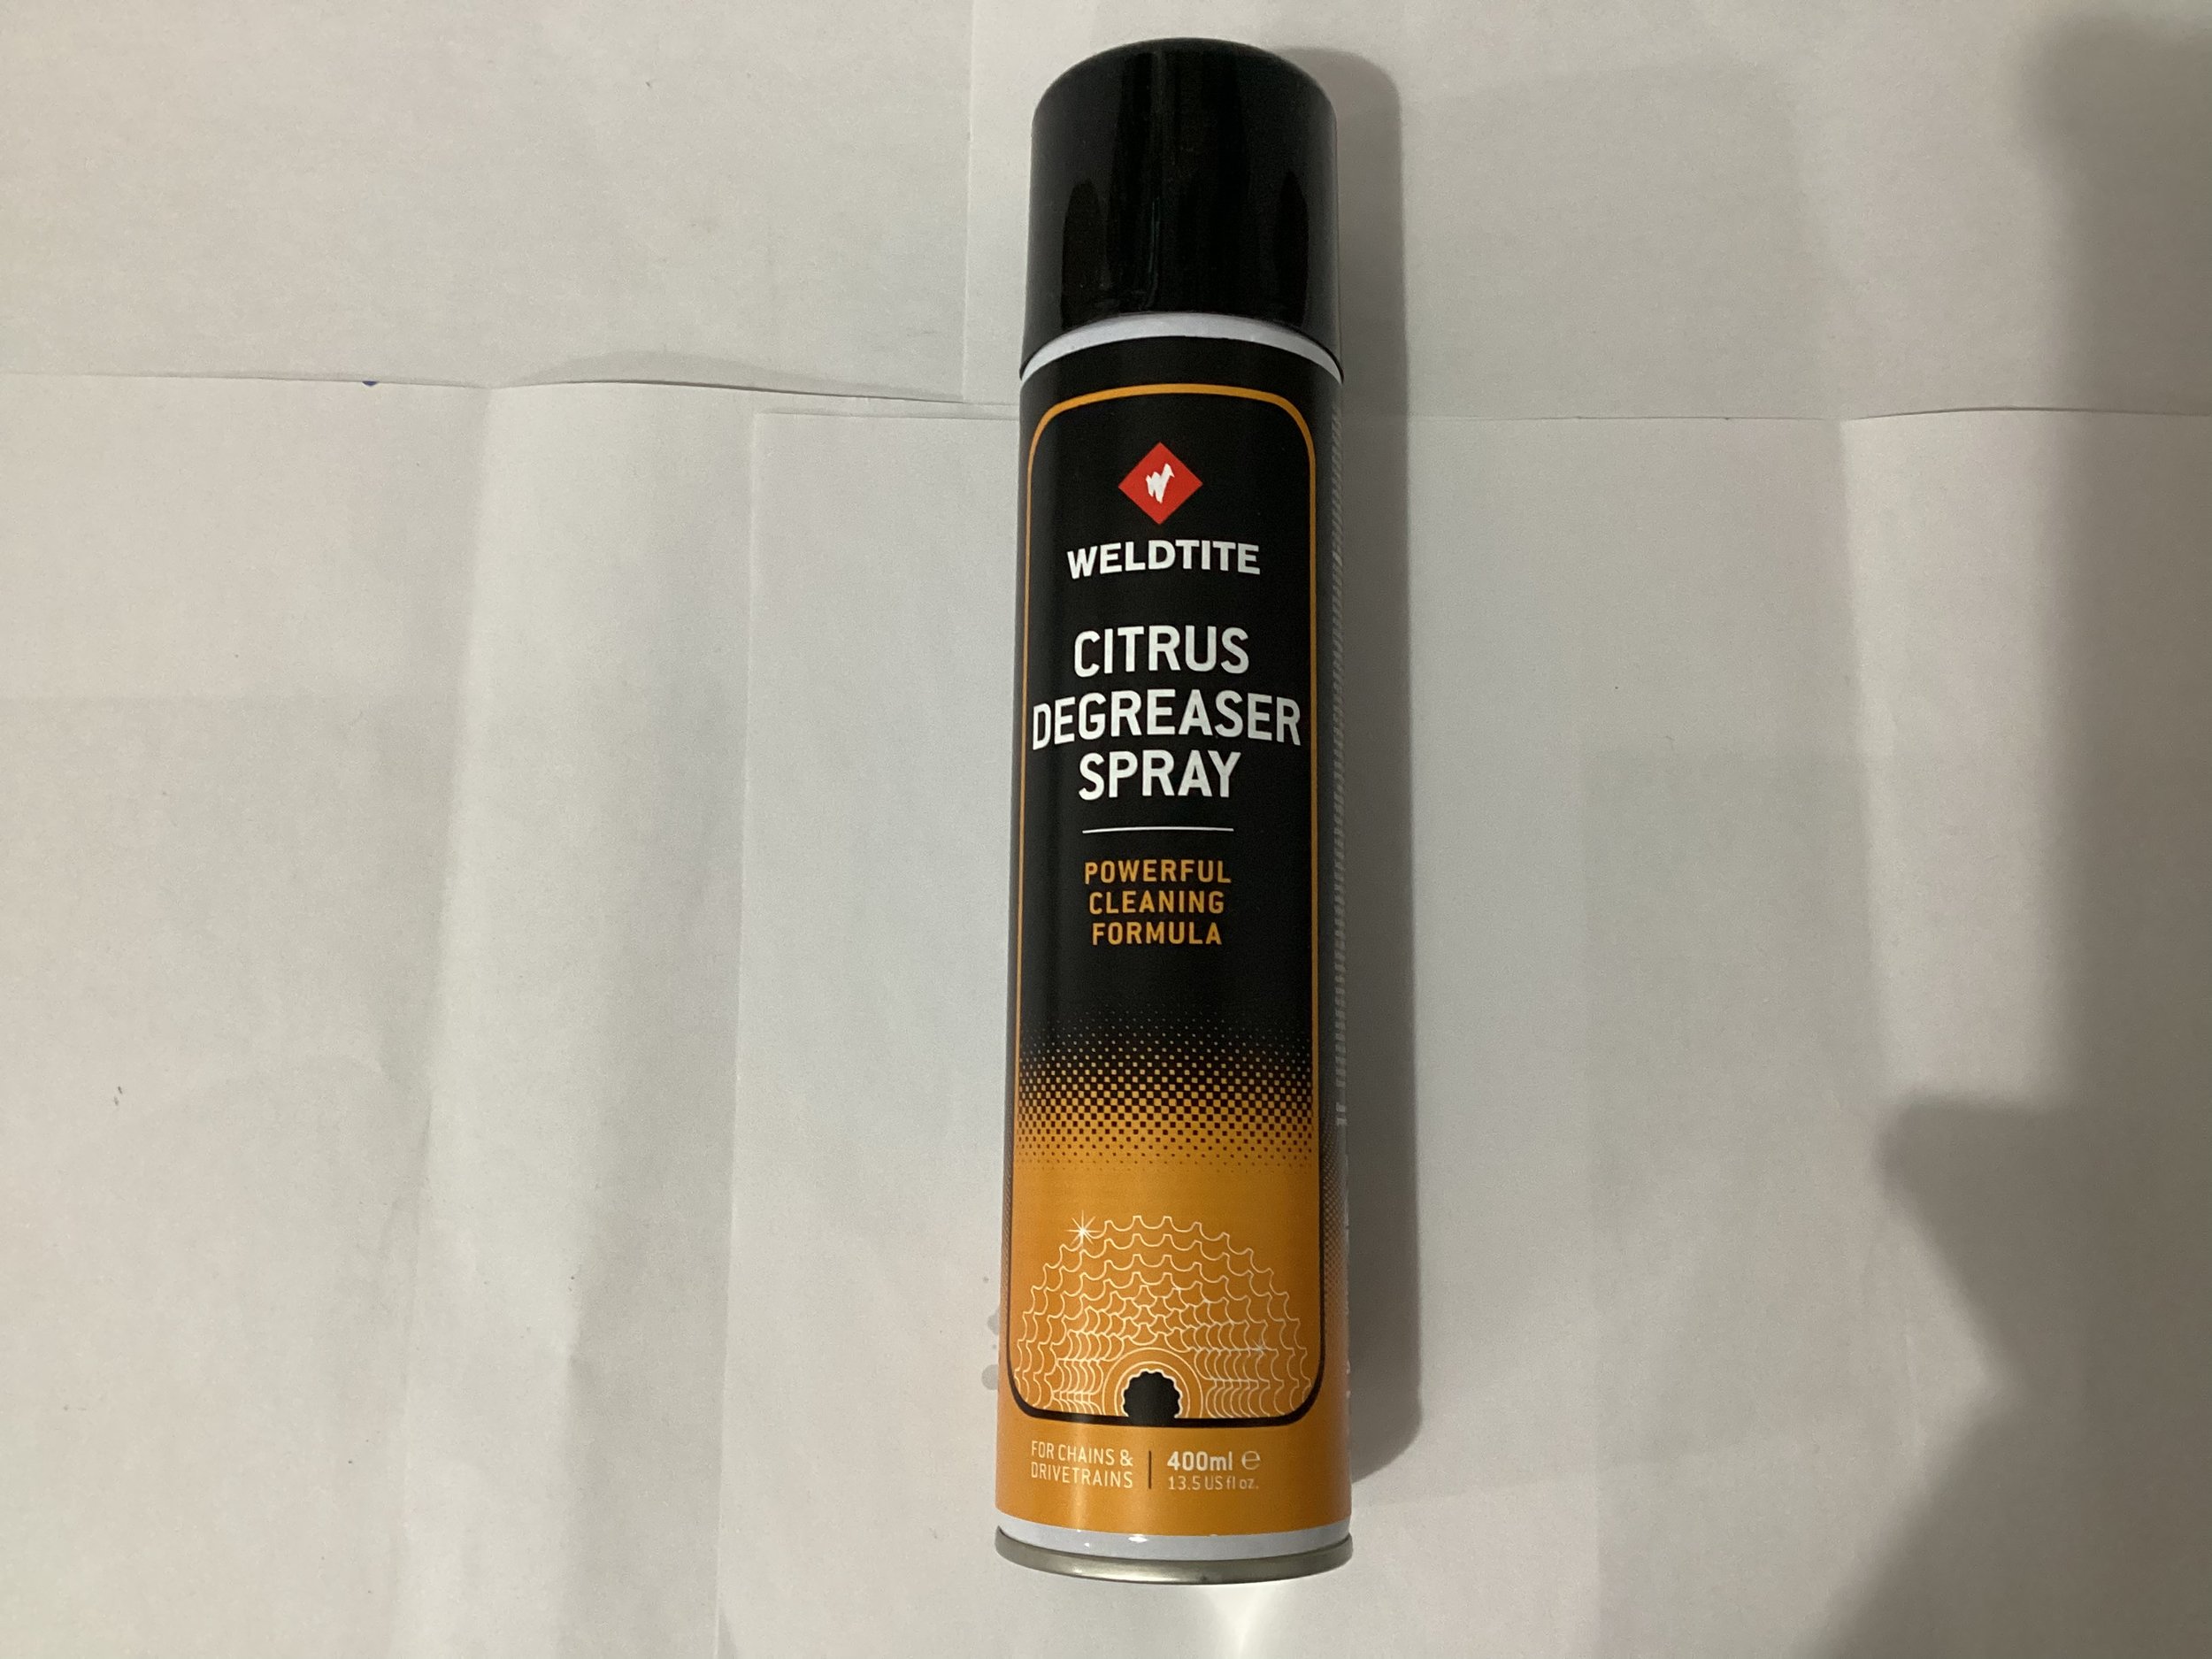 WELDTITE
CITRUS
DEGREASER
SPRAY
POWERFUL
CLEANING
FORMULA
FOR CHAINS &
DRIVETRAINS
400ml ℮
13.5 US fl oz.